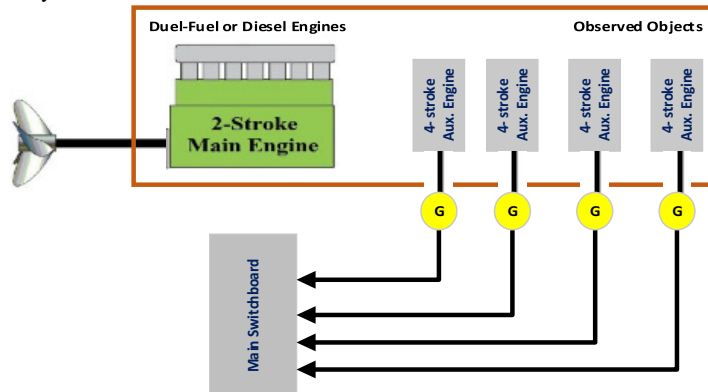 Duel-Fuel or Diesel Engines
Observed Objects
2-Stroke
Main Engine
4- stroke
Aux. Engine
4- stroke
Aux. Engine
4- stroke
Aux. Engine
4- stroke
Aux. Engine
G
G
G
G
Main Switchboard